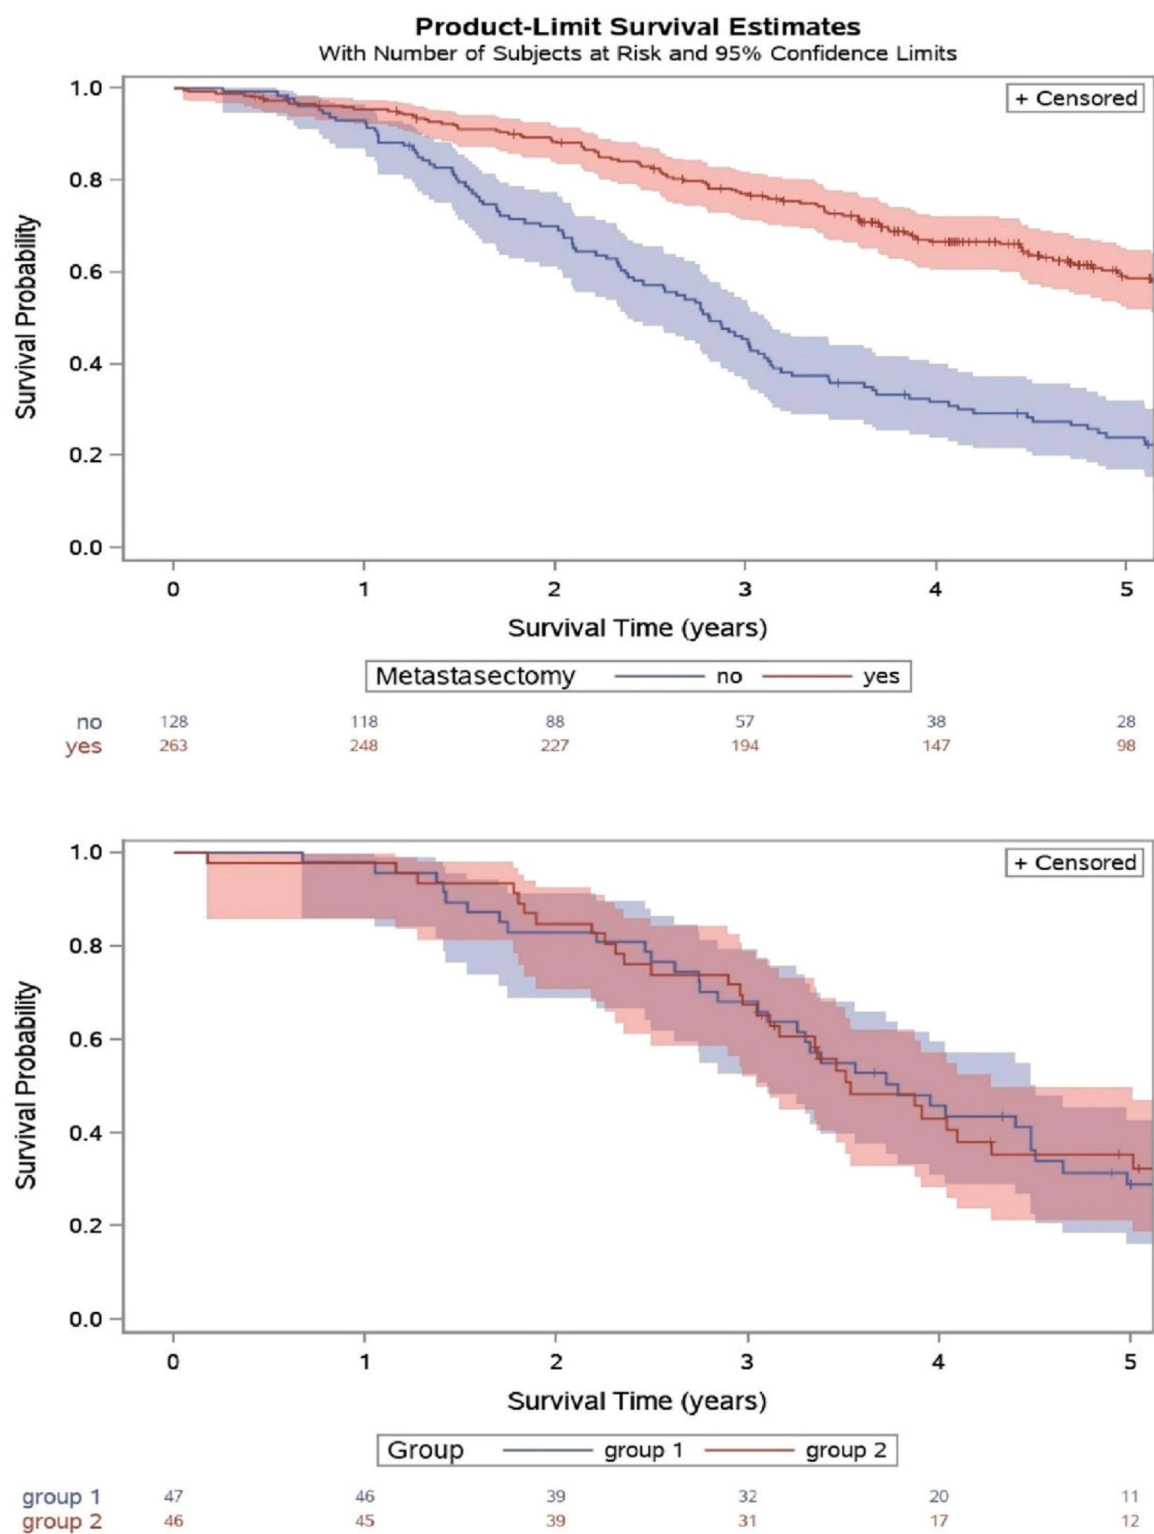 Product-Limit Survival Estimates
With Number of Subjects at Risk and 95% Confidence Limits
+ Censored
1.0
0.8
0.6
0.4
0.2
0.0
Survival Probability
0 1 2 3 4 5
Survival Time (years)
Metastasectomy no yes
no 128 118 88 57 38 28
yes 263 248 227 194 147 98
+ Censored
1.0
0.8
0.6
0.4
0.2
0.0
Survival Probability
0 1 2 3 4 5
Survival Time (years)
Group group 1 group 2
group 1 47 46 39 32 20 11
group 2 46 45 39 31 17 12